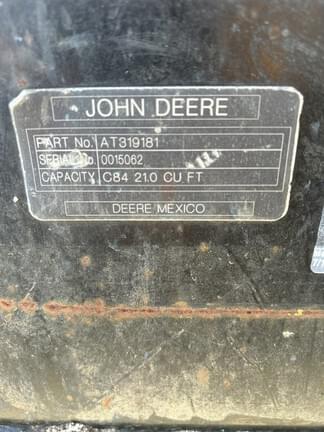 JOHN DEERE
PART No. AT319181
SERIAL No. 0015062
CAPACITY C84 21.0 CU FT
DEERE MEXICO